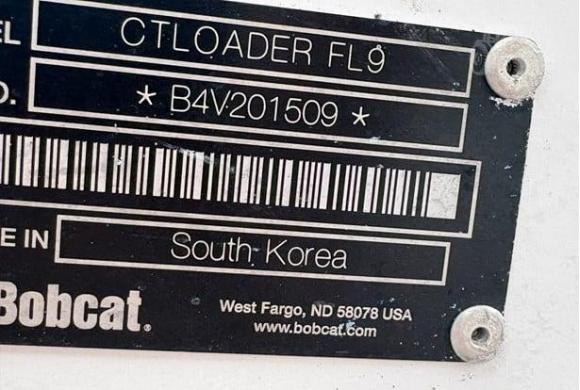 EL CTLOADER FL9
O. * B4V201509 *
E IN South Korea
Bobcat.
West Fargo, ND 58078 USA
www.bobcat.com